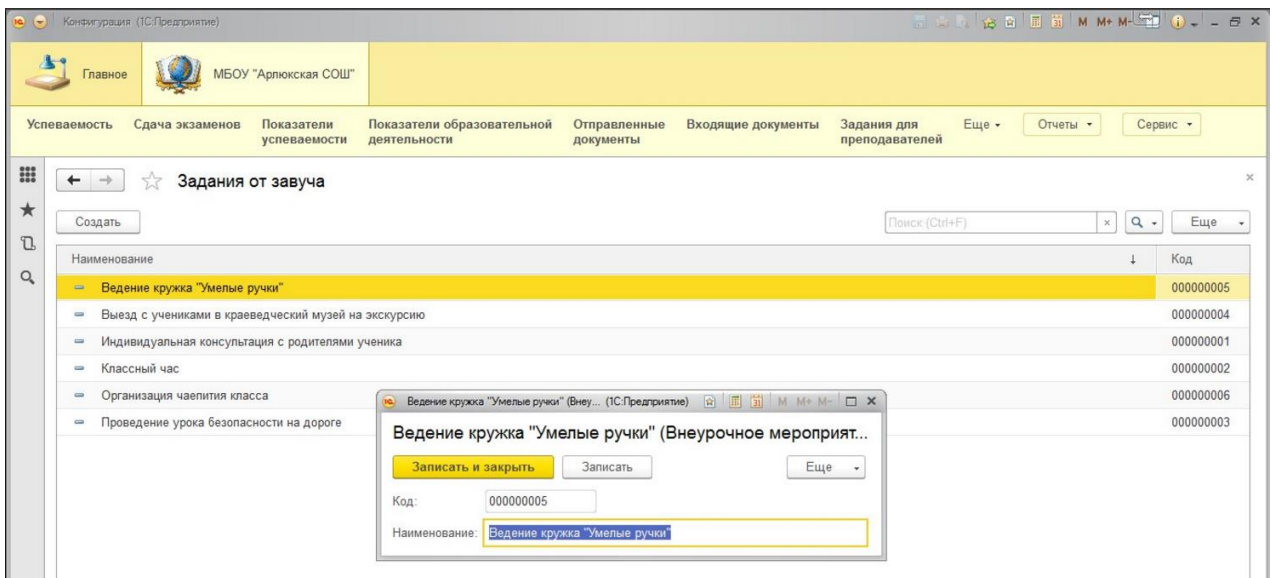 Конфигурация (1С:Предприятие)
M M+ M-
Главное
МБОУ "Арлюкская СОШ"
Успеваемость Сдача экзаменов Показатели успеваемости Показатели образовательной деятельности Отправленные документы Входящие документы Задания для преподавателей Еще Отчеты Сервис
Задания от завуча
Создать
Поиск (Ctrl+F)
Еще
Наименование Код
Ведение кружка "Умелые ручки" 000000005
Выезд с учениками в краеведческий музей на экскурсию 000000004
Индивидуальная консультация с родителями ученика 000000001
Классный час 000000002
Организация чаепития класса 000000006
Проведение урока безопасности на дороге 000000003
Ведение кружка "Умелые ручки" (Внеу... (1С:Предприятие) M M+ M-
Ведение кружка "Умелые ручки" (Внеурочное мероприят...
Записать и закрыть Записать Еще
Код: 000000005
Наименование: Ведение кружка "Умелые ручки"